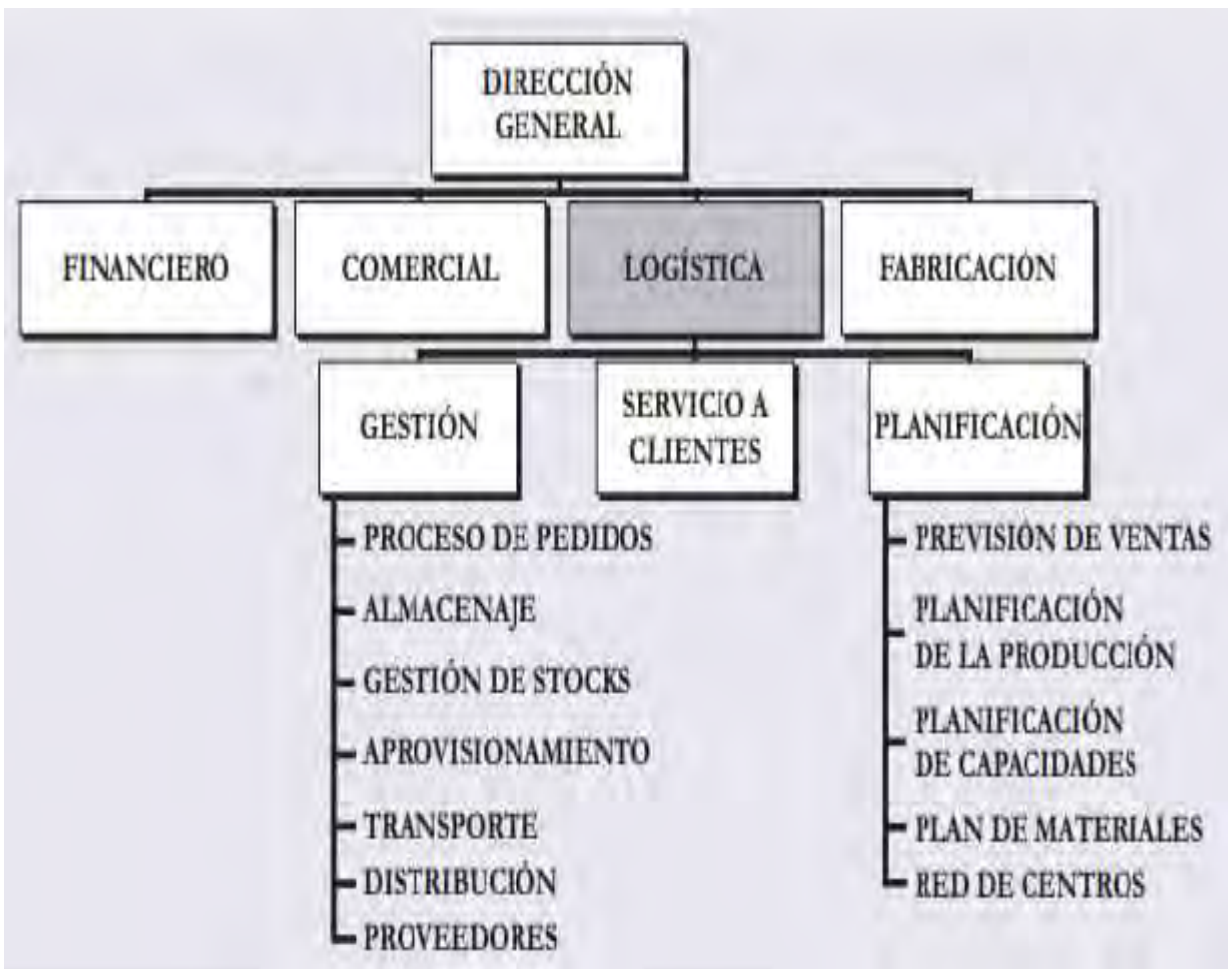 DIRECCIÓN
GENERAL
FINANCIERO
COMERCIAL
LOGÍSTICA
FABRICACIÓN
GESTIÓN
SERVICIO A
CLIENTES
PLANIFICACIÓN
PROCESO DE PEDIDOS
ALMACENAJE
GESTIÓN DE STOCKS
APROVISIONAMIENTO
TRANSPORTE
DISTRIBUCIÓN
PROVEEDORES
PREVISIÓN DE VENTAS
PLANIFICACIÓN
DE LA PRODUCCIÓN
PLANIFICACIÓN
DE CAPACIDADES
PLAN DE MATERIALES
RED DE CENTROS